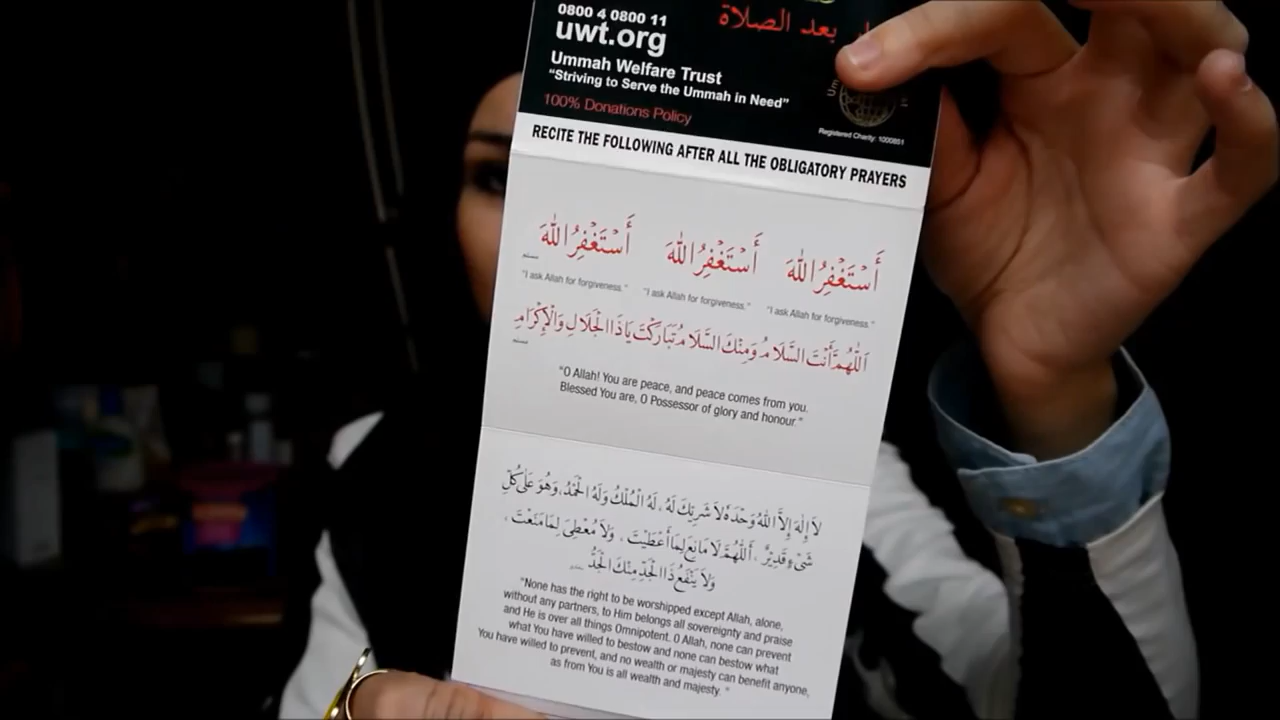 0800 4 0800 11
uwt.org
بعد الصلاة
Ummah Welfare Trust
“Striving to Serve the Ummah in Need”
100% Donations Policy
Registered Charity: 1000851
RECITE THE FOLLOWING AFTER ALL THE OBLIGATORY PRAYERS
أَسْتَغْفِرُ اللهَ أَسْتَغْفِرُ اللهَ أَسْتَغْفِرُ اللهَ
مسلم
"I ask Allah for forgiveness." "I ask Allah for forgiveness." "I ask Allah for forgiveness."
اَللّٰهُمَّ أَنْتَ السَّلَامُ وَمِنْكَ السَّلَامُ تَبَارَكْتَ يَا ذَا الْجَلَالِ وَالْإِكْرَامِ
مسلم
“O Allah! You are peace, and peace comes from you.
Blessed You are, O Possessor of glory and honour.”
لَا إِلٰهَ إِلَّا اللهُ وَحْدَهُ لَا شَرِيْكَ لَهُ، لَهُ الْمُلْكُ وَلَهُ الْحَمْدُ، وَهُوَ عَلَى كُلِّ
شَيْءٍ قَدِيْرٌ، اَللّٰهُمَّ لَا مَانِعَ لِمَا أَعْطَيْتَ، وَلَا مُعْطِيَ لِمَا مَنَعْتَ،
وَلَا يَنْفَعُ ذَا الْجَدِّ مِنْكَ الْجَدُّ
"None has the right to be worshipped except Allah, alone,
without any partners, to Him belongs all sovereignty and praise
and He is over all things Omnipotent. O Allah, none can prevent
what You have willed to bestow and none can bestow what
You have willed to prevent, and no wealth or majesty can benefit anyone,
as from You is all wealth and majesty. "